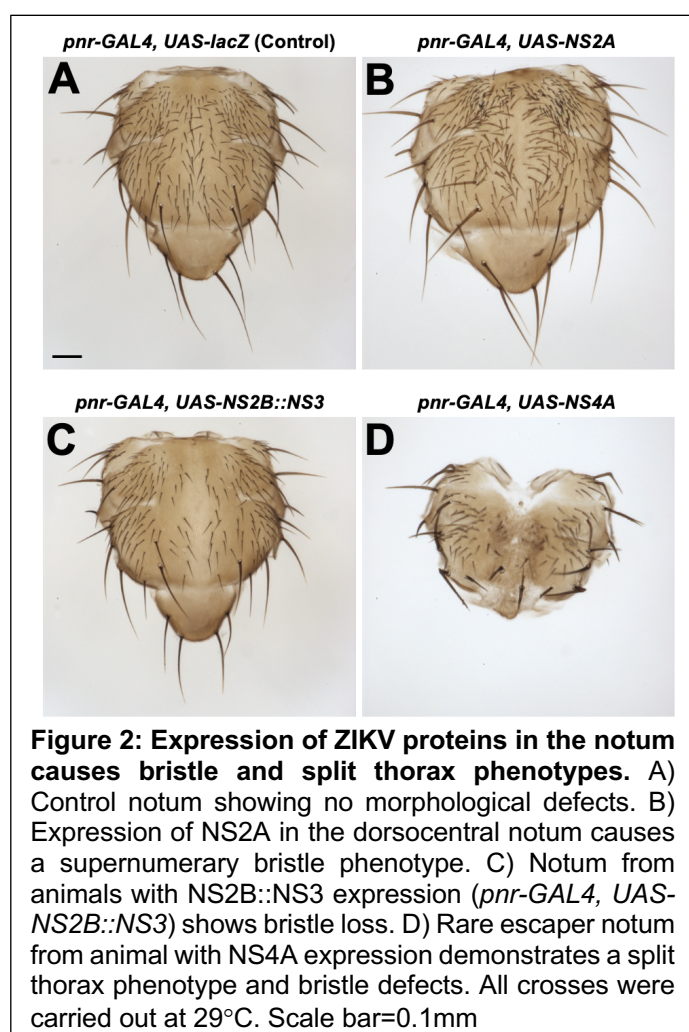 pnr-GAL4, UAS-lacZ (Control)
pnr-GAL4, UAS-NS2A
A
B
pnr-GAL4, UAS-NS2B::NS3
pnr-GAL4, UAS-NS4A
C
D
Figure 2: Expression of ZIKV proteins in the notum
causes bristle and split thorax phenotypes. A)
Control notum showing no morphological defects. B)
Expression of NS2A in the dorsocentral notum causes
a supernumerary bristle phenotype. C) Notum from
animals with NS2B::NS3 expression (pnr-GAL4, UAS-
NS2B::NS3) shows bristle loss. D) Rare escaper notum
from animal with NS4A expression demonstrates a split
thorax phenotype and bristle defects. All crosses were
carried out at 29°C. Scale bar=0.1mm